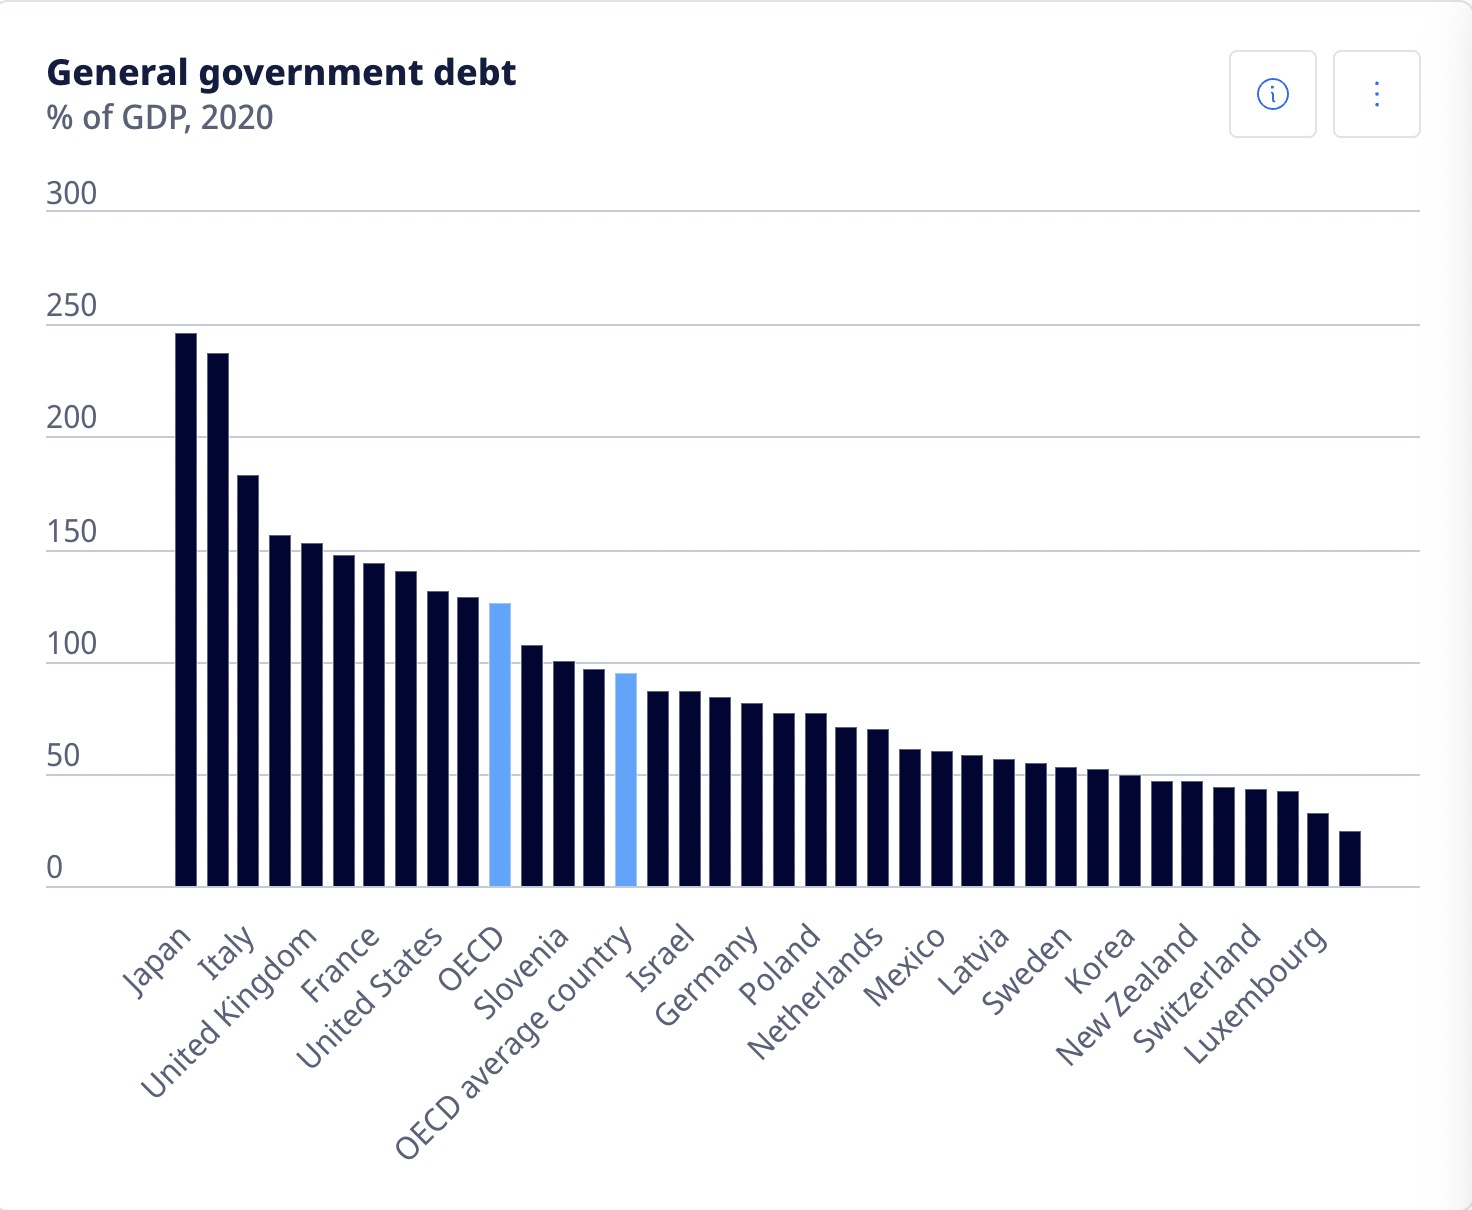 General government debt
% of GDP, 2020
300
250
200
150
100
50
0
Japan
Italy
United Kingdom
France
United States
OECD
Slovenia
OECD average country
Israel
Germany
Poland
Netherlands
Mexico
Latvia
Sweden
Korea
New Zealand
Switzerland
Luxembourg